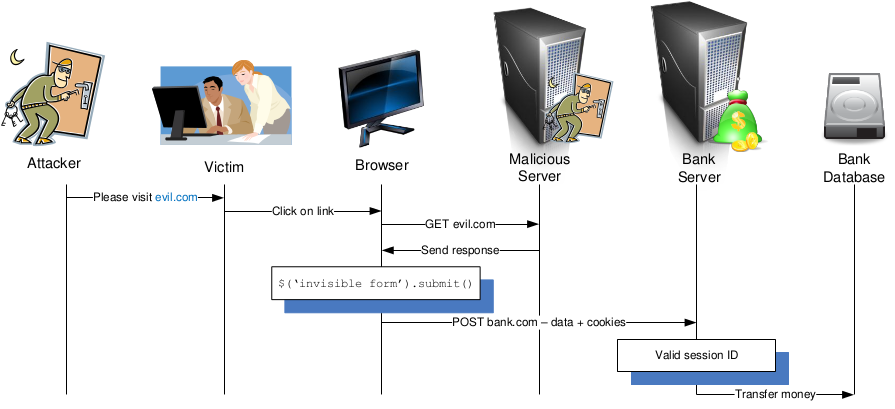 Attacker
Victim
Browser
Malicious
Server
Bank
Server
Bank
Database
Please visit evil.com
Click on link
GET evil.com
Send response
$(‘invisible form’).submit()
POST bank.com – data + cookies
Valid session ID
Transfer money